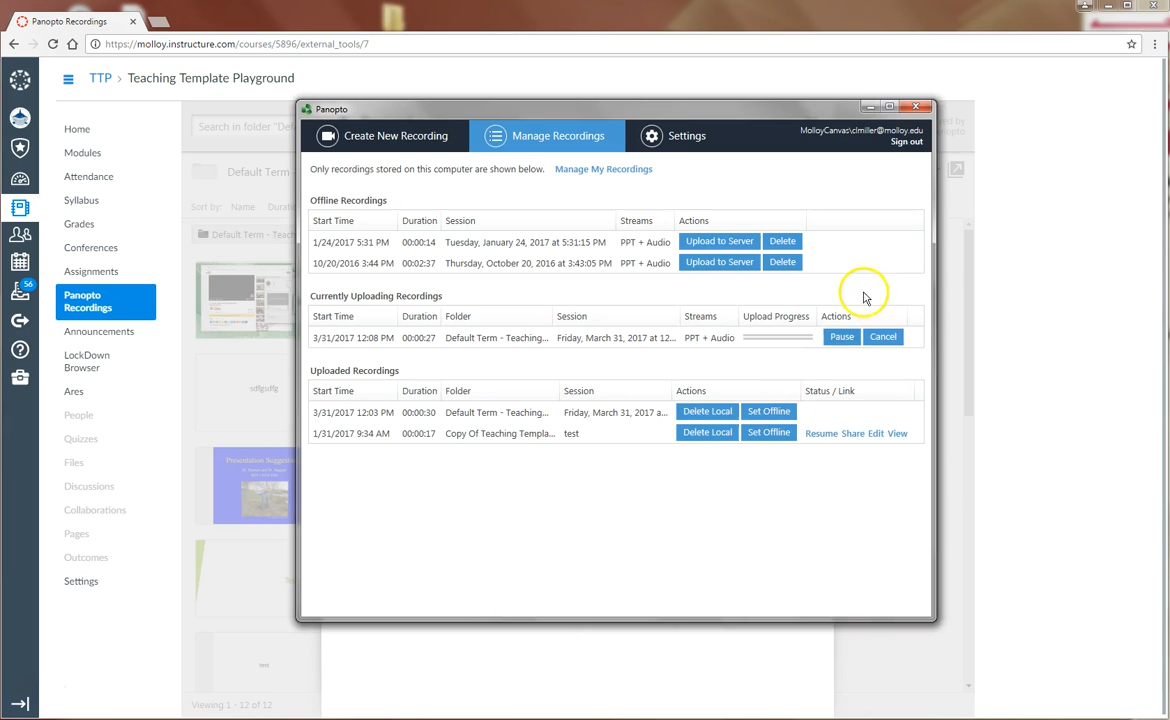 Panopto Recordings
https://molloy.instructure.com/courses/5896/external_tools/7
TTP > Teaching Template Playground
Home
Modules
Attendance
Syllabus
Grades
Conferences
Assignments
Panopto
Recordings
Announcements
LockDown
Browser
Ares
People
Quizzes
Files
Discussions
Collaborations
Pages
Outcomes
Settings
56
Search in folder "De
Default Term -
Sort by: Name Duratio
Default Term - Teachin
sdfgsdfg
Presentation Suggestio
test
Viewing 1 - 12 of 12
Panopto
Create New Recording
Manage Recordings
Settings
MolloyCanvas\clmiller@molloy.edu
Sign out
Only recordings stored on this computer are shown below. Manage My Recordings
Offline Recordings
Start Time Duration Session Streams Actions
1/24/2017 5:31 PM 00:00:14 Tuesday, January 24, 2017 at 5:31:15 PM PPT + Audio Upload to Server Delete
10/20/2016 3:44 PM 00:02:37 Thursday, October 20, 2016 at 3:43:05 PM PPT + Audio Upload to Server Delete
Currently Uploading Recordings
Start Time Duration Folder Session Streams Upload Progress Actions
3/31/2017 12:08 PM 00:00:27 Default Term - Teaching... Friday, March 31, 2017 at 12... PPT + Audio Pause Cancel
Uploaded Recordings
Start Time Duration Folder Session Actions Status / Link
3/31/2017 12:03 PM 00:00:30 Default Term - Teaching... Friday, March 31, 2017 a... Delete Local Set Offline
1/31/2017 9:34 AM 00:00:17 Copy Of Teaching Templa... test Delete Local Set Offline Resume Share Edit View